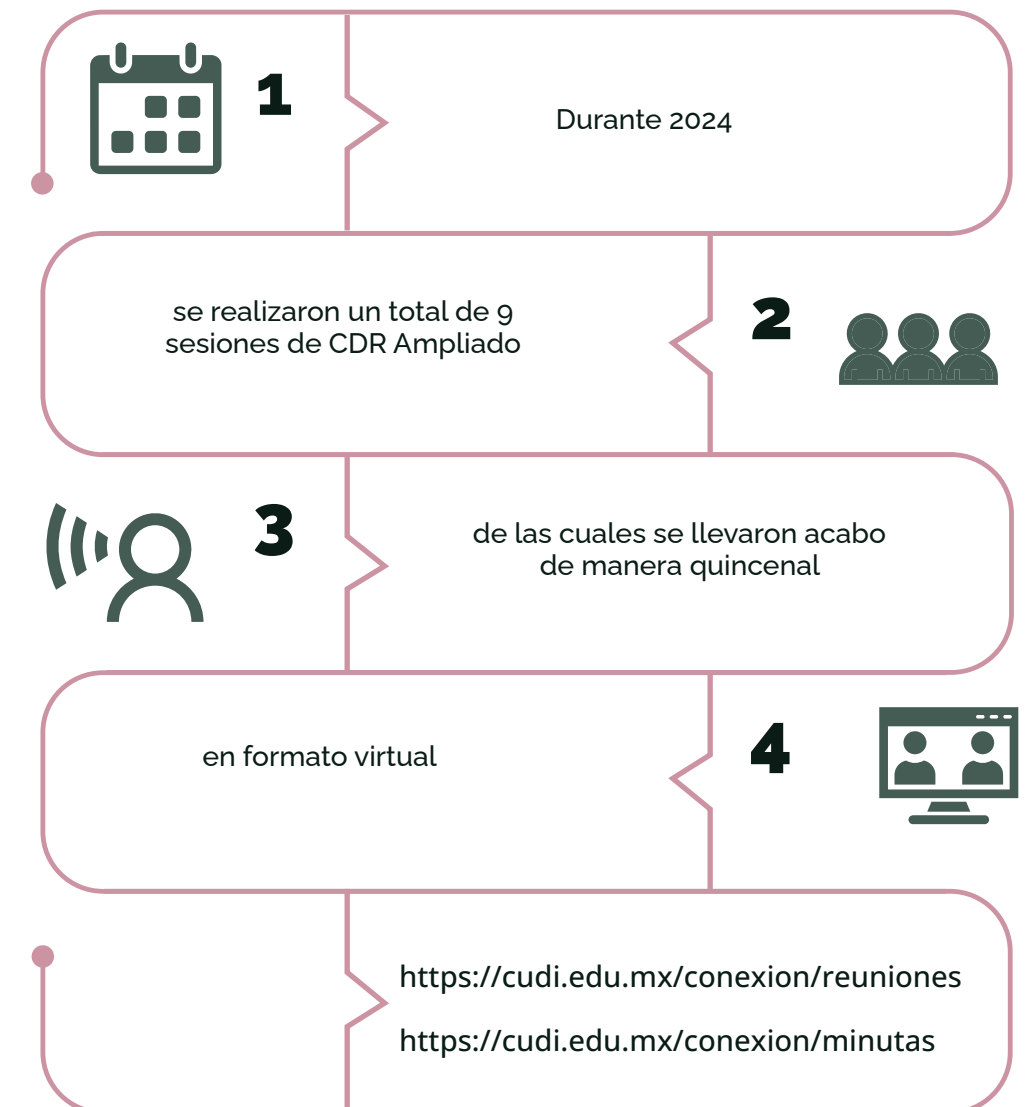 1
Durante 2024
se realizaron un total de 9
sesiones de CDR Ampliado
2
3
de las cuales se llevaron acabo
de manera quincenal
en formato virtual
4
https://cudi.edu.mx/conexion/reuniones
https://cudi.edu.mx/conexion/minutas